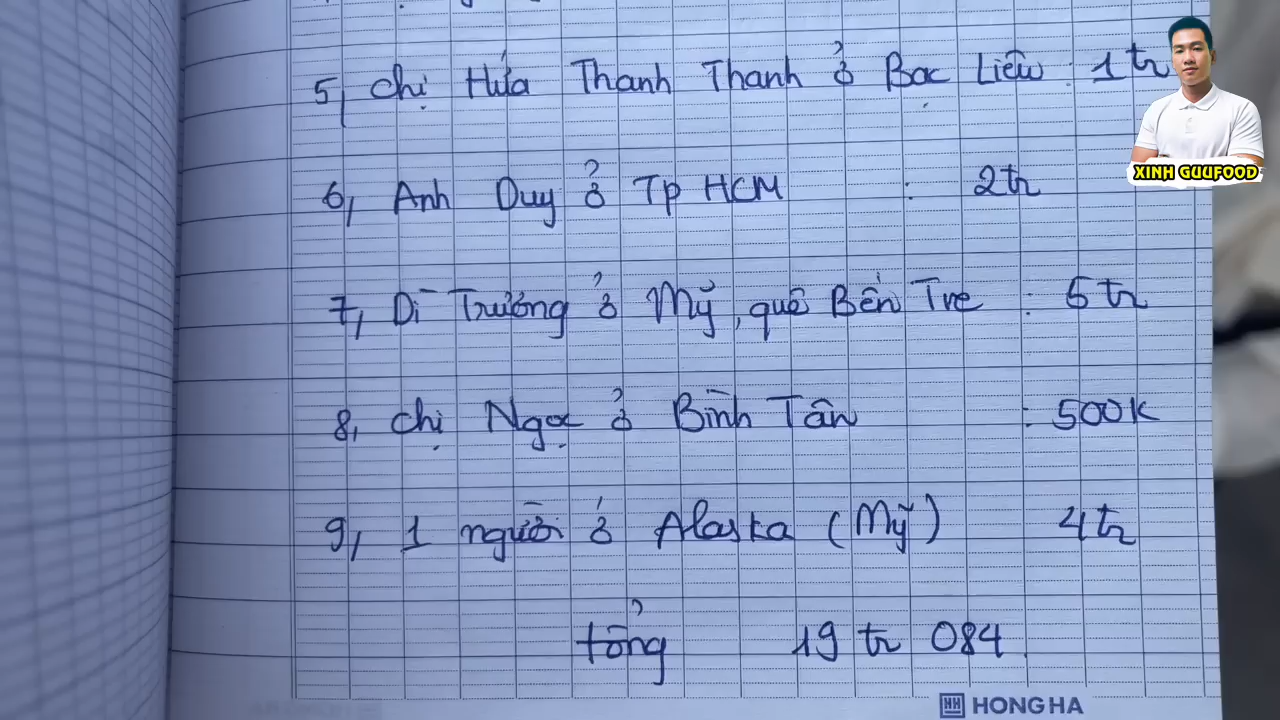 5, Chị Hứa Thanh Thanh ở Bạc Liêu : 1tr
XINH GUUFOOD
6, Anh Duy ở Tp HCM : 2tr
7, Dì Trưởng ở Mỹ, quê Bến Tre : 5tr
8, chị Ngọc ở Bình Tân : 500K
9, 1 người ở Alaska (Mỹ) 4tr
tổng 19 tr 084
HH HONG HA